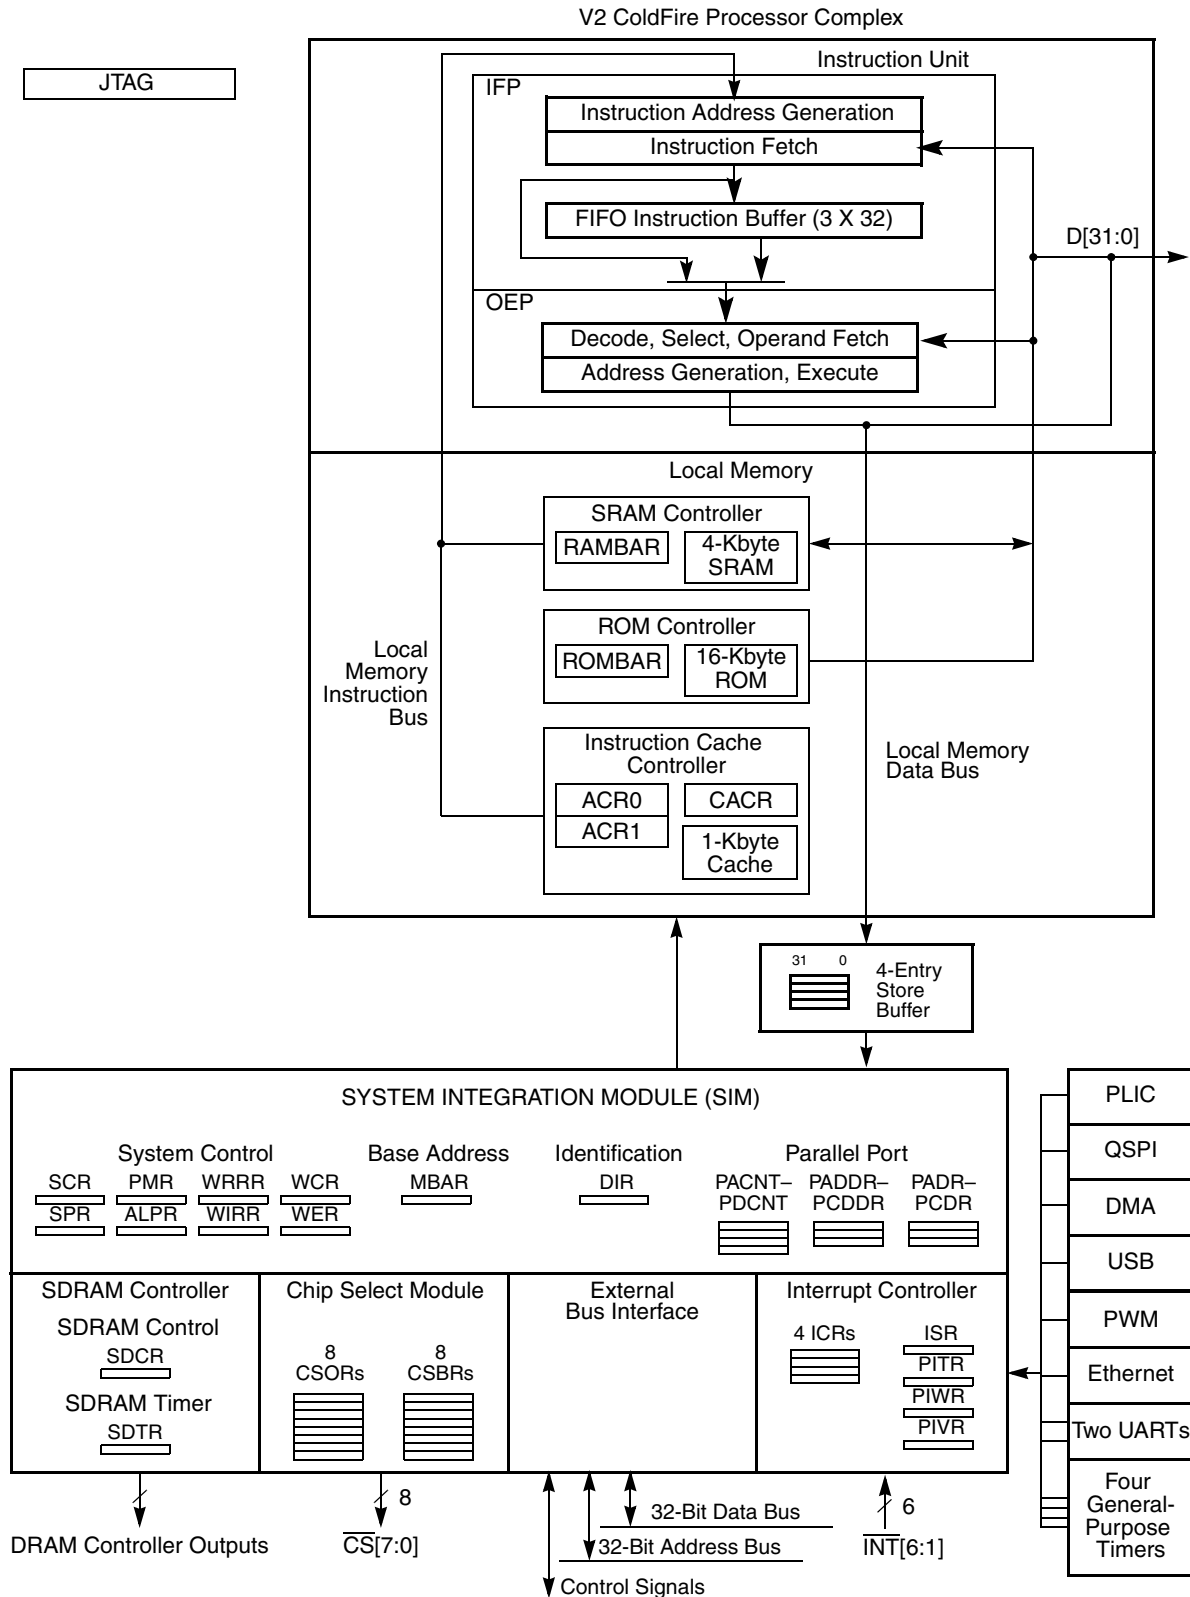 V2 ColdFire Processor Complex
JTAG
Instruction Unit
IFP
Instruction Address Generation
Instruction Fetch
FIFO Instruction Buffer (3 X 32)
D[31:0]
OEP
Decode, Select, Operand Fetch
Address Generation, Execute
Local Memory
SRAM Controller
RAMBAR
4-Kbyte
SRAM
ROM Controller
ROMBAR
16-Kbyte
ROM
Local
Memory
Instruction
Bus
Instruction Cache
Controller
ACR0
ACR1
CACR
1-Kbyte
Cache
Local Memory
Data Bus
31 0
4-Entry
Store
Buffer
SYSTEM INTEGRATION MODULE (SIM)
System Control
SCR PMR WRRR WCR
SPR ALPR WIRR WER
Base Address
MBAR
Identification
DIR
Parallel Port
PACNT–
PDCNT
PADDR–
PCDDR
PADR–
PCDR
SDRAM Controller
SDRAM Control
SDCR
SDRAM Timer
SDTR
Chip Select Module
8
CSORs
8
CSBRs
External
Bus Interface
Interrupt Controller
4 ICRs
ISR
PITR
PIWR
PIVR
PLIC
QSPI
DMA
USB
PWM
Ethernet
Two UARTs
Four
General-
Purpose
Timers
DRAM Controller Outputs
8
CS[7:0]
32-Bit Data Bus
32-Bit Address Bus
Control Signals
6
INT[6:1]